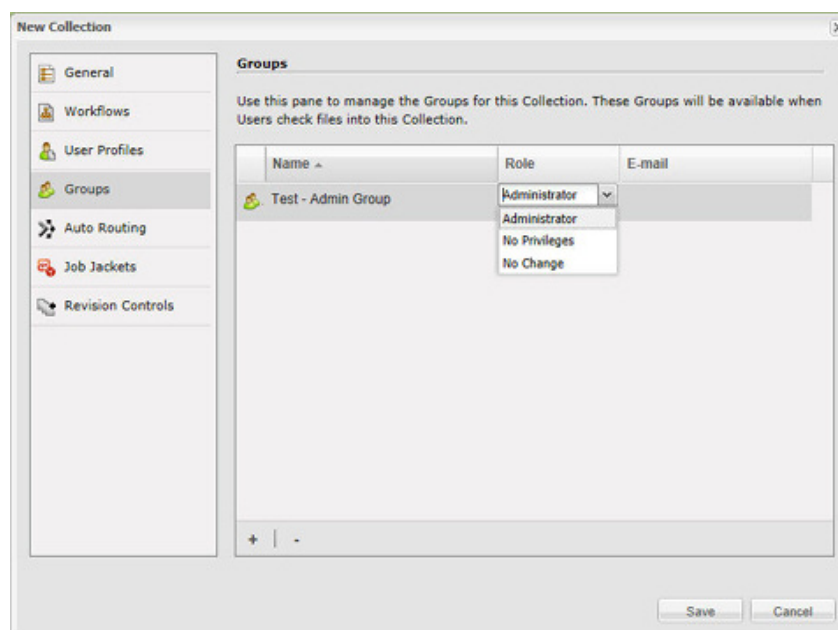 New Collection
General
Workflows
User Profiles
Groups
Auto Routing
Job Jackets
Revision Controls
Groups
Use this pane to manage the Groups for this Collection. These Groups will be available when
Users check files into this Collection.
Name Role E-mail
Test - Admin Group Administrator
Administrator
No Privileges
No Change
+ | -
Save Cancel